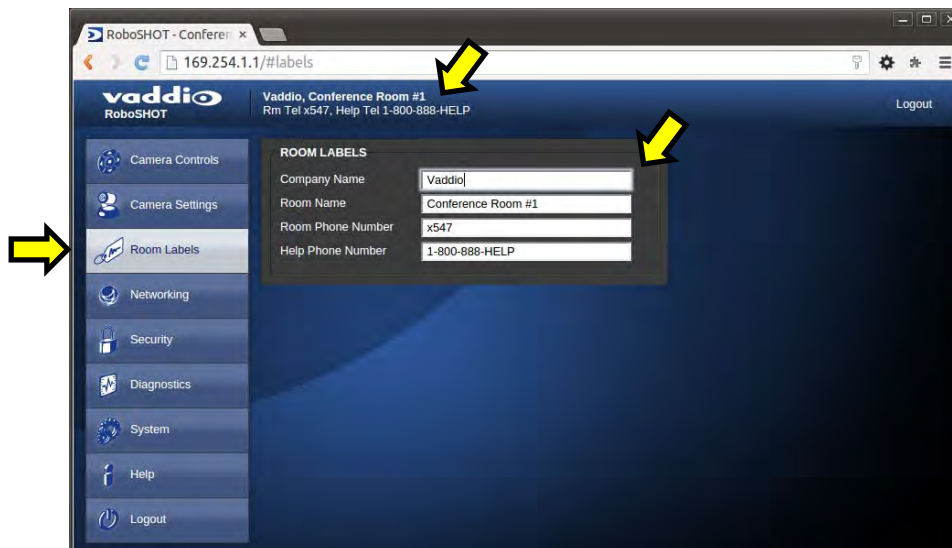 RoboSHOT - Conferen ×
169.254.1.1/#labels
vaddio
RoboSHOT
Vaddio, Conference Room #1
Rm Tel x547, Help Tel 1-800-888-HELP
Logout
Camera Controls
Camera Settings
Room Labels
Networking
Security
Diagnostics
System
Help
Logout
ROOM LABELS
Company Name Vaddio
Room Name Conference Room #1
Room Phone Number x547
Help Phone Number 1-800-888-HELP